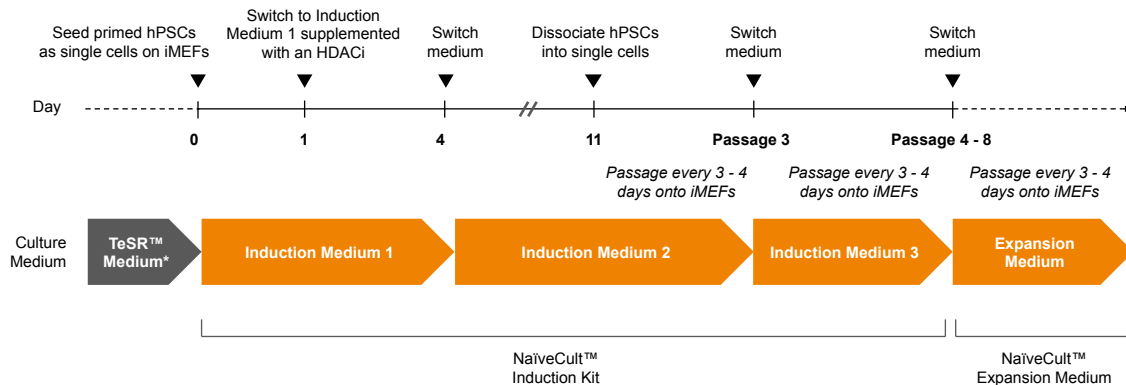 Seed primed hPSCs
as single cells on iMEFs
Switch to Induction
Medium 1 supplemented
with an HDACi
Switch
medium
Dissociate hPSCs
into single cells
Switch
medium
Switch
medium
Day
0
1
4
11
Passage 3
Passage 4 - 8
Passage every 3 - 4
days onto iMEFs
Passage every 3 - 4
days onto iMEFs
Passage every 3 - 4
days onto iMEFs
Culture
Medium
TeSR™
Medium*
Induction Medium 1
Induction Medium 2
Induction Medium 3
Expansion
Medium
NaïveCult™
Induction Kit
NaïveCult™
Expansion Medium